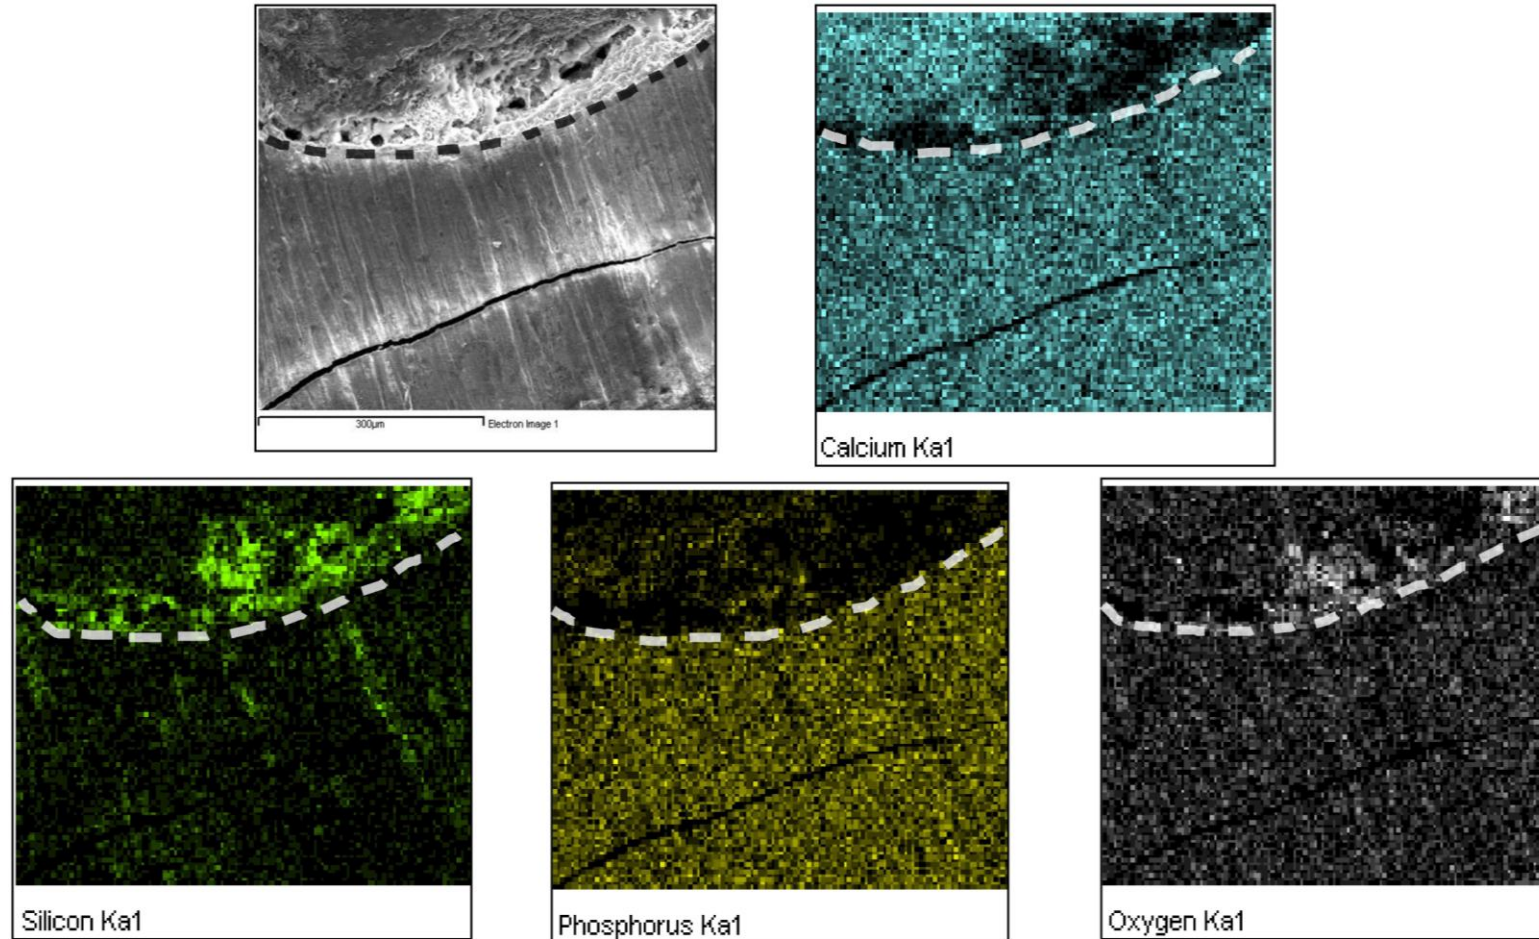 300µm Electron Image 1
Calcium Ka1
Silicon Ka1
Phosphorus Ka1
Oxygen Ka1